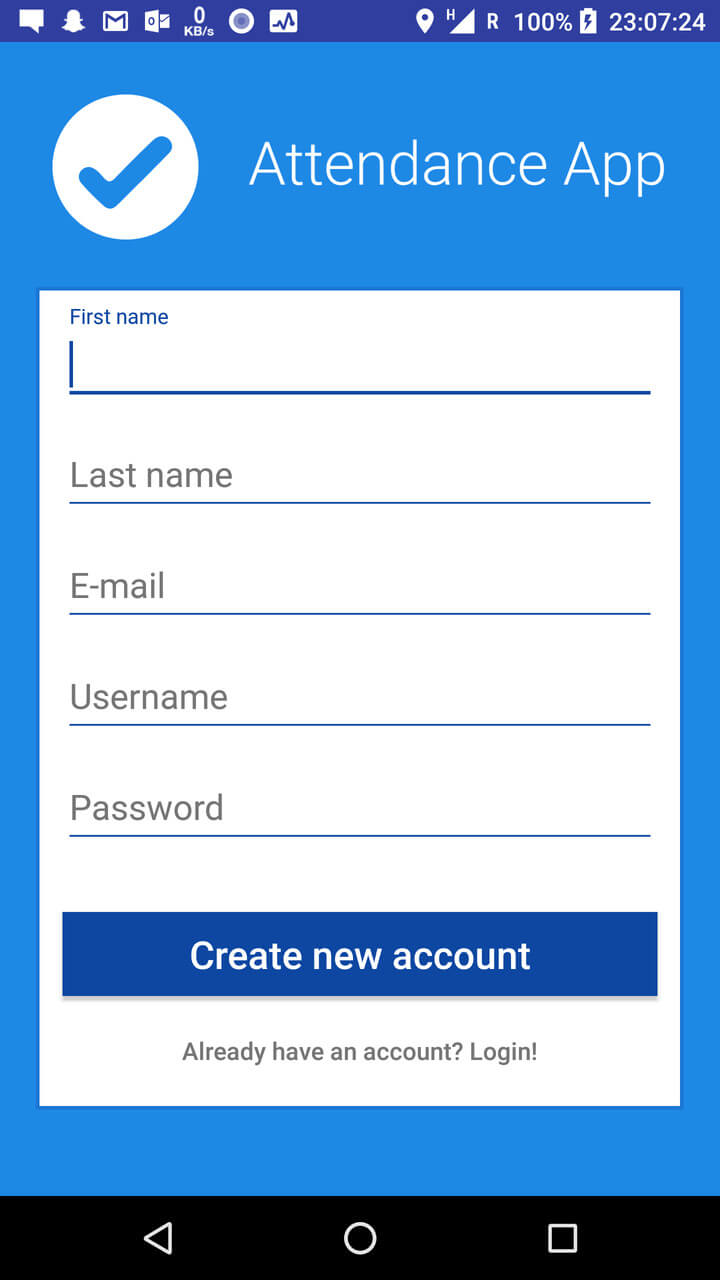 0
KB/s
H
R
100%
23:07:24
Attendance App
First name
Last name
E-mail
Username
Password
Create new account
Already have an account? Login!